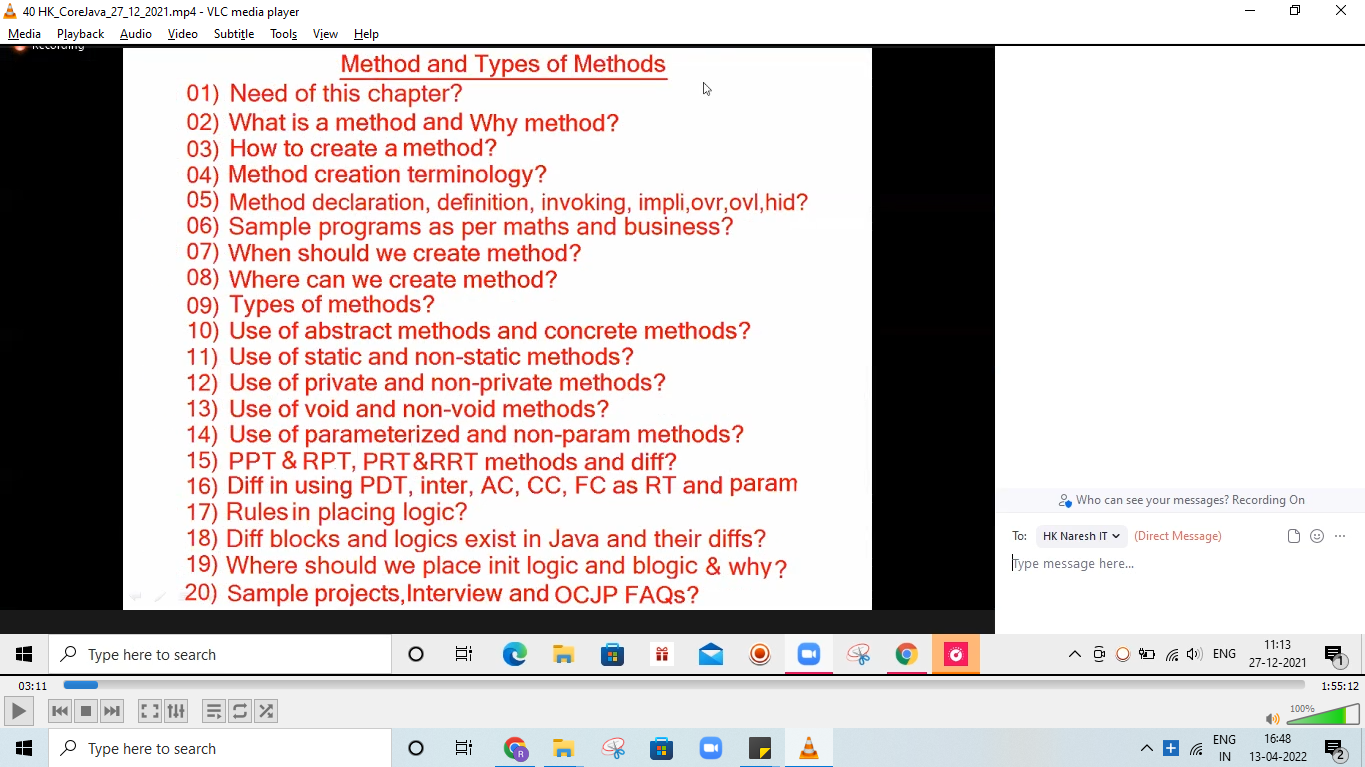 40 HK_CoreJava_27_12_2021.mp4 - VLC media player
Media Playback Audio Video Subtitle Tools View Help
Recording
Method and Types of Methods
01) Need of this chapter?
02) What is a method and Why method?
03) How to create a method?
04) Method creation terminology?
05) Method declaration, definition, invoking, impli,ovr,ovl,hid?
06) Sample programs as per maths and business?
07) When should we create method?
08) Where can we create method?
09) Types of methods?
10) Use of abstract methods and concrete methods?
11) Use of static and non-static methods?
12) Use of private and non-private methods?
13) Use of void and non-void methods?
14) Use of parameterized and non-param methods?
15) PPT & RPT, PRT&RRT methods and diff?
16) Diff in using PDT, inter, AC, CC, FC as RT and param
17) Rules in placing logic?
18) Diff blocks and logics exist in Java and their diffs?
19) Where should we place init logic and blogic & why?
20) Sample projects,Interview and OCJP FAQs?
Who can see your messages? Recording On
To: HK Naresh IT (Direct Message)
Type message here...
Type here to search
ENG
11:13
27-12-2021
1
03:11
1:55:12
100%
Type here to search
R
ENG
IN
16:48
13-04-2022
2